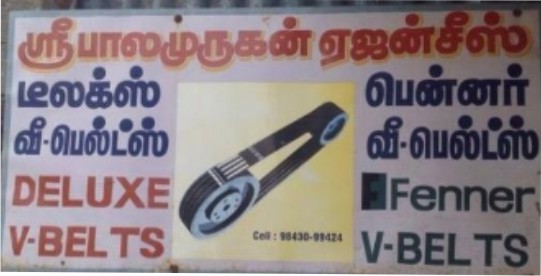 ஸ்ரீ பாலமுருகன் ஏஜன்சீஸ்
டீலக்ஸ்
வீ-பெல்ட்ஸ்
DELUXE
V-BELTS
Cell : 98430-99424
பென்னர்
வீ-பெல்ட்ஸ்
Fenner
V-BELTS